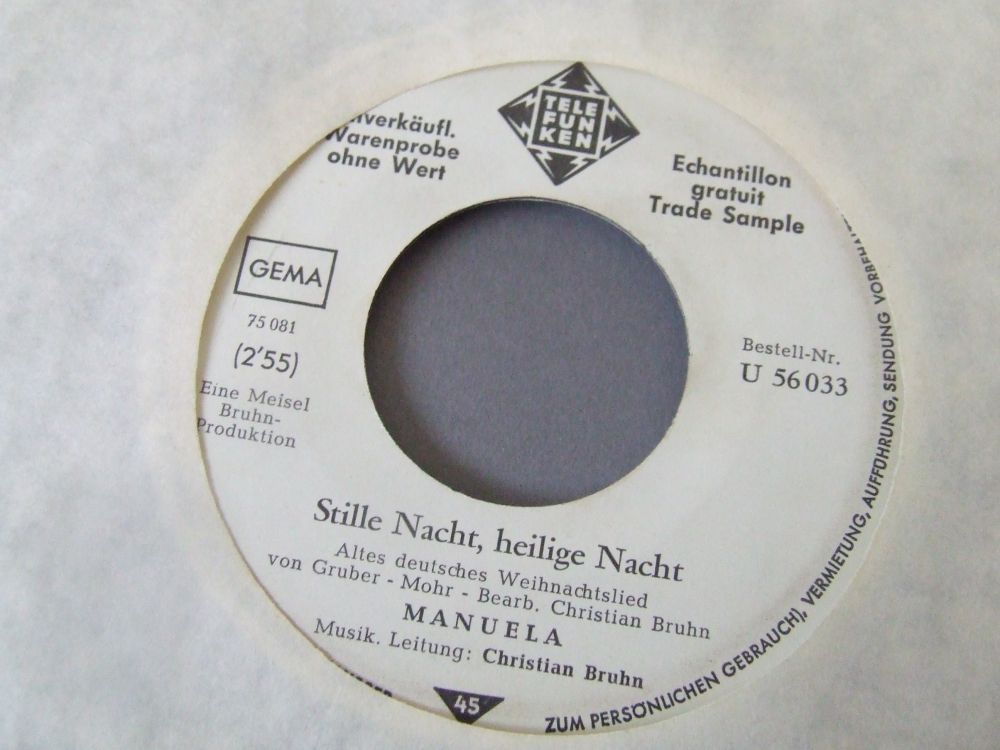 TELE
FUN
KEN
nverkäufl.
Warenprobe
ohne Wert
Echantillon
gratuit
Trade Sample
GEMA
75 081
(2'55)
Eine Meisel
Bruhn-
Produktion
Bestell-Nr.
U 56 033
Stille Nacht, heilige Nacht
Altes deutsches Weihnachtslied
von Gruber - Mohr - Bearb. Christian Bruhn
MANUELA
Musik. Leitung: Christian Bruhn
45
ZUM PERSÖNLICHEN GEBRAUCH), VERMIETUNG, AUFFÜHRUNG, SENDUNG